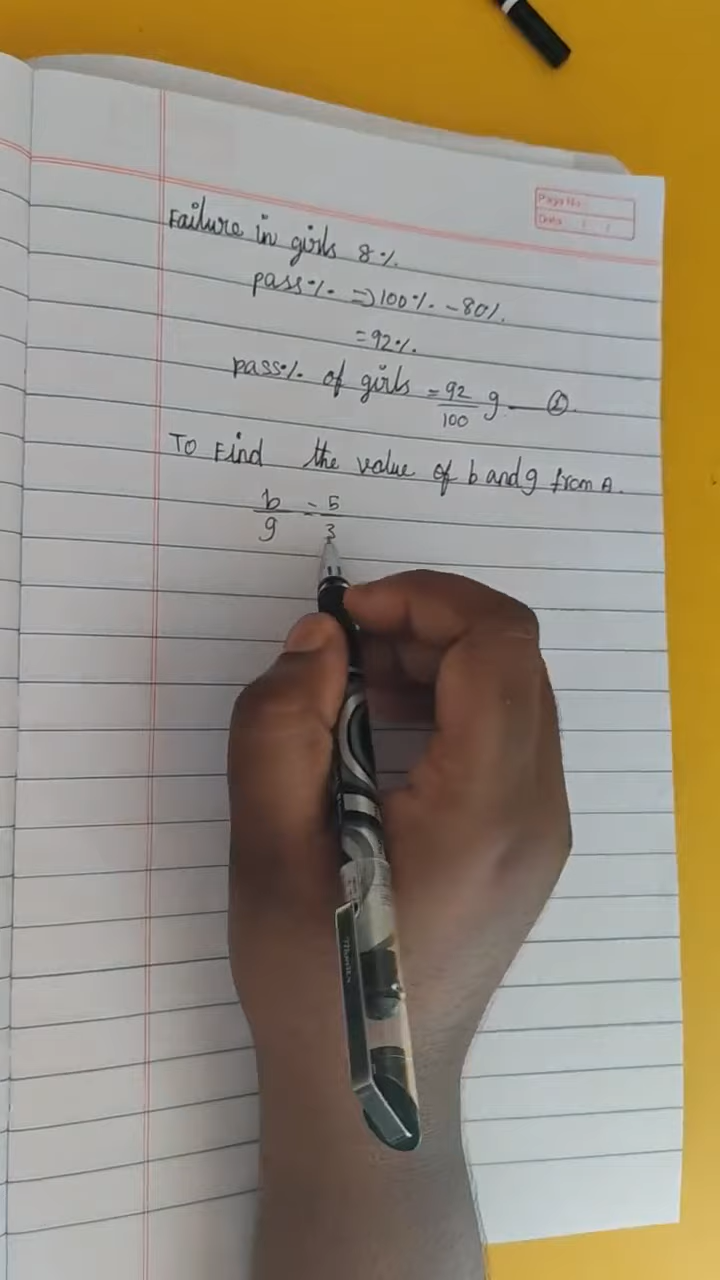 Page No.
Date: / /
Failure in girls 8%.
pass% => 100% - 80%.
= 92%.
pass% of girls = 92/100 g — ①.
To Find the value of b and g from A.
b/g = 5/3